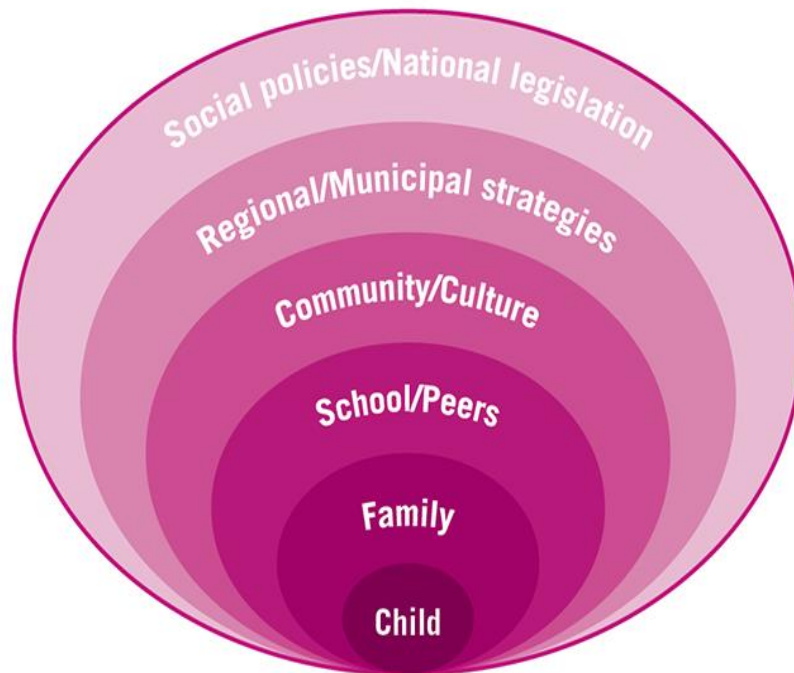 Social policies/National legislation
Regional/Municipal strategies
Community/Culture
School/Peers
Family
Child